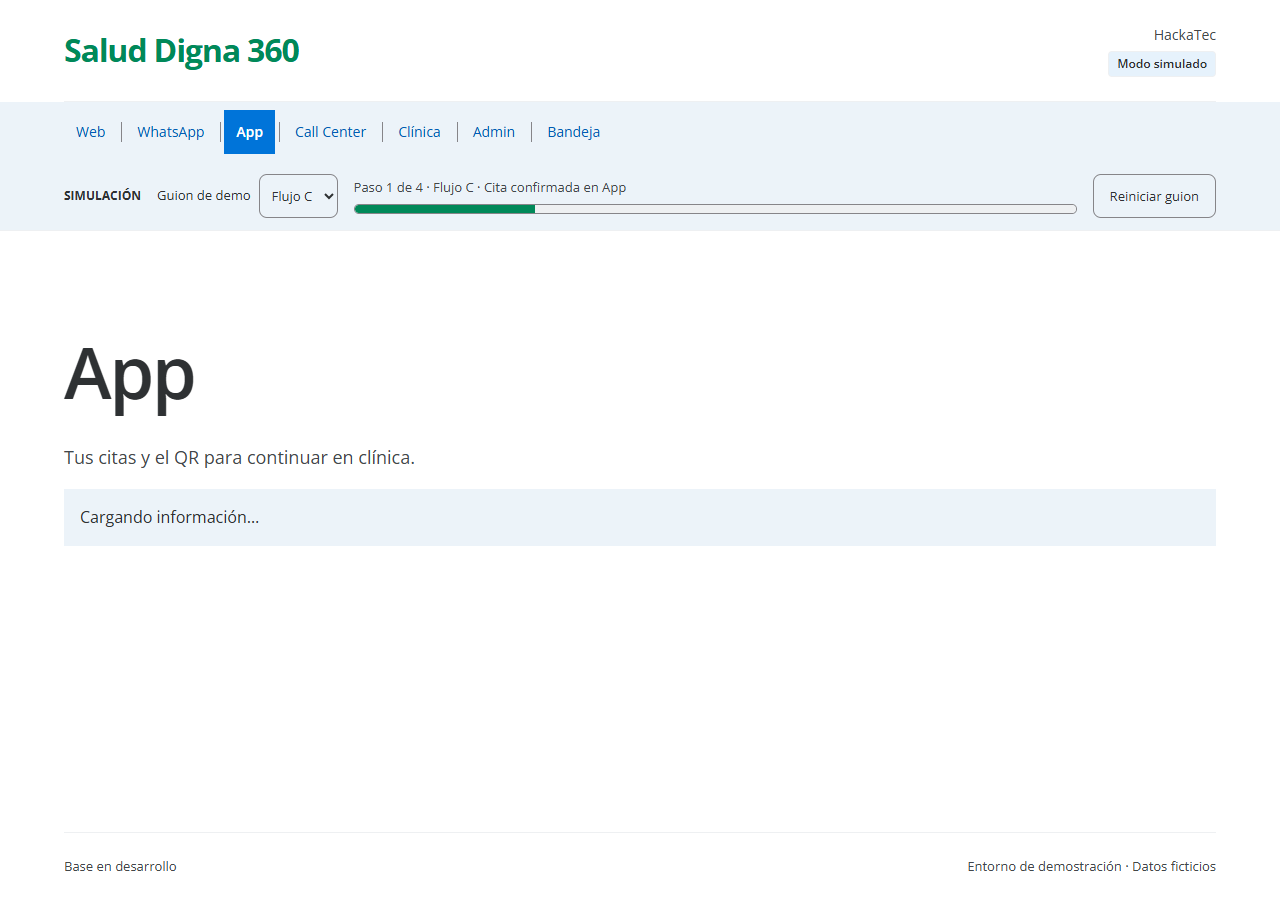 Salud Digna 360
HackaTec
Modo simulado
Web
WhatsApp
App
Call Center
Clínica
Admin
Bandeja
SIMULACIÓN
Guion de demo
Flujo C
Paso 1 de 4 · Flujo C · Cita confirmada en App
Reiniciar guion
App
Tus citas y el QR para continuar en clínica.
Cargando información...
Base en desarrollo
Entorno de demostración · Datos ficticios